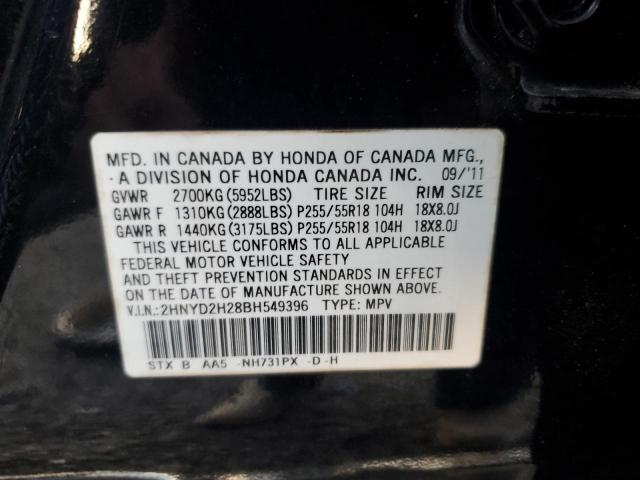 MFD. IN CANADA BY HONDA OF CANADA MFG.,
A DIVISION OF HONDA CANADA INC. 09/'11
GVWR 2700KG(5952LBS) TIRE SIZE RIM SIZE
GAWR F 1310KG(2888LBS) P255/55R18 104H 18X8.0J
GAWR R 1440KG(3175LBS) P255/55R18 104H 18X8.0J
THIS VEHICLE CONFORMS TO ALL APPLICABLE
FEDERAL MOTOR VEHICLE SAFETY
AND THEFT PREVENTION STANDARDS IN EFFECT
ON THE DATE OF MANUFACTURE SHOWN ABOVE.
V.I.N.:2HNYD2H28BH549396 TYPE: MPV
STX B AA5 -NH731PX -D -H